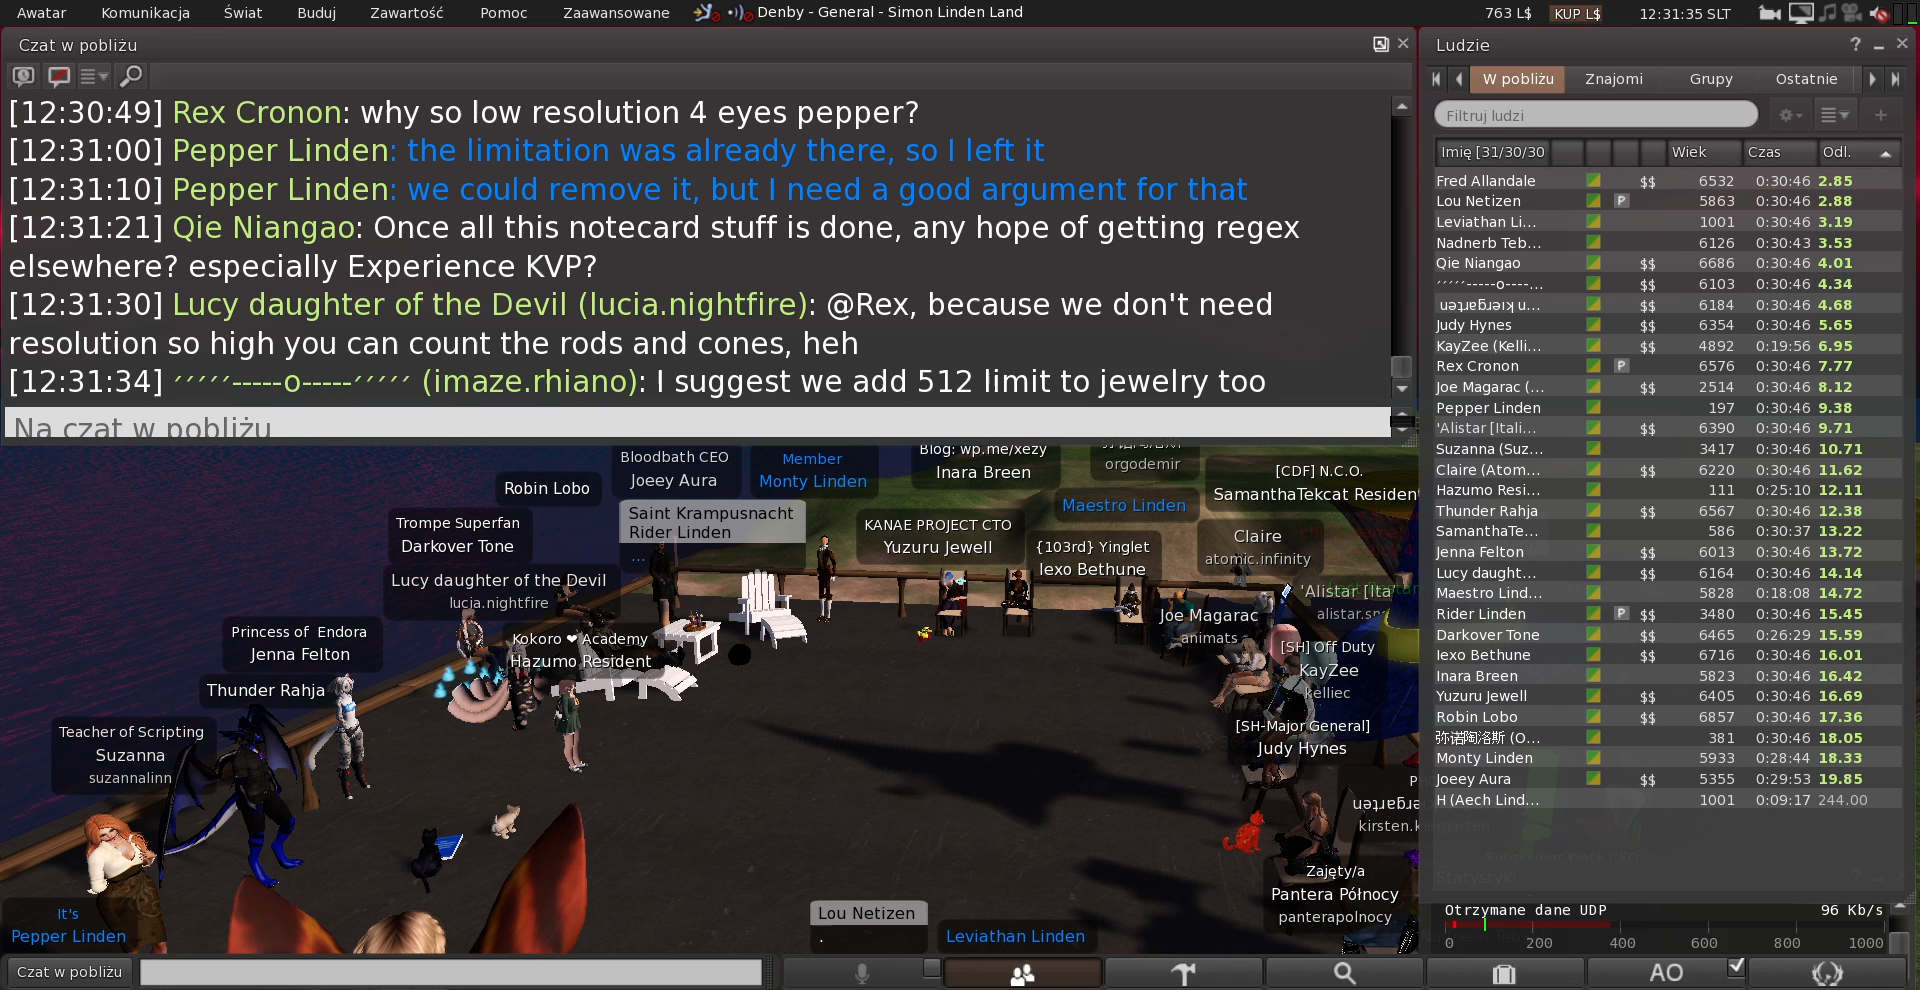 Awatar Komunikacja Świat Buduj Zawartość Pomoc Zaawansowane Denby - General - Simon Linden Land 763 L$ KUP L$ 12:31:35 SLT
Czat w pobliżu
[12:30:49] Rex Cronon: why so low resolution 4 eyes pepper?
[12:31:00] Pepper Linden: the limitation was already there, so I left it
[12:31:10] Pepper Linden: we could remove it, but I need a good argument for that
[12:31:21] Qie Niangao: Once all this notecard stuff is done, any hope of getting regex
elsewhere? especially Experience KVP?
[12:31:30] Lucy daughter of the Devil (lucia.nightfire): @Rex, because we don't need
resolution so high you can count the rods and cones, heh
[12:31:34] ׳׳׳׳׳-----o-----׳׳׳׳׳ (imaze.rhiano): I suggest we add 512 limit to jewelry too
Na czat w pobliżu
Ludzie
W pobliżu Znajomi Grupy Ostatnie
Filtruj ludzi
Imię [31/30/30 Wiek Czas Odl.
Fred Allandale $$ 6532 0:30:46 2.85
Lou Netizen P 5863 0:30:46 2.88
Leviathan Li... 1001 0:30:46 3.19
Nadnerb Teb... 6126 0:30:43 3.53
Qie Niangao $$ 6686 0:30:46 4.01
׳׳׳׳׳-----o----... $$ 6103 0:30:46 4.34
$$ 6184 0:30:46 4.68
Judy Hynes $$ 6354 0:30:46 5.65
KayZee (Kelli... $$ 4892 0:19:56 6.95
Rex Cronon P 6576 0:30:46 7.77
Joe Magarac (... $$ 2514 0:30:46 8.12
Pepper Linden 197 0:30:46 9.38
'Alistar [Itali... $$ 6390 0:30:46 9.71
Suzanna (Suz... 3417 0:30:46 10.71
Claire (Atom... $$ 6220 0:30:46 11.62
Hazumo Resi... 111 0:25:10 12.11
Thunder Rahja $$ 6567 0:30:46 12.38
SamanthaTe... 586 0:30:37 13.22
Jenna Felton $$ 6013 0:30:46 13.72
Lucy daught... $$ 6164 0:30:46 14.14
Maestro Lind... 5828 0:18:08 14.72
Rider Linden P $$ 3480 0:30:46 15.45
Darkover Tone $$ 6465 0:26:29 15.59
Iexo Bethune $$ 6716 0:30:46 16.01
Inara Breen 5823 0:30:46 16.42
Yuzuru Jewell $$ 6405 0:30:46 16.69
Robin Lobo $$ 6857 0:30:46 17.36
弥诺陶洛斯 (O... 381 0:30:46 18.05
Monty Linden 5933 0:28:44 18.33
Joeey Aura $$ 5355 0:29:53 19.85
H (Aech Lind... 1001 0:09:17 244.00
Statystyki
Otrzymane dane UDP 96 Kb/s
0 200 400 600 800 1000
Bloodbath CEO
Joeey Aura
Member
Monty Linden
Blog: wp.me/xezy
Inara Breen
orgodemir
[CDF] N.C.O.
SamanthaTekcat Resident
Robin Lobo
Saint Krampusnacht
Rider Linden
...
Maestro Linden
Trompe Superfan
Darkover Tone
KANAE PROJECT CTO
Yuzuru Jewell
{103rd} Yinglet
Iexo Bethune
Claire
atomic.infinity
Lucy daughter of the Devil
lucia.nightfire
'Alistar [Ita
Joe Magarac
animats
Princess of Endora
Jenna Felton
Kokoro ❤ Academy
Hazumo Resident
[SH] Off Duty
KayZee
kelliec
Thunder Rahja
[SH-Major General]
Judy Hynes
Teacher of Scripting
Suzanna
suzannalinn
Zajęty/a
Pantera Północy
panterapolnocy
It's
Pepper Linden
Lou Netizen
.
Leviathan Linden
Czat w pobliżu AO